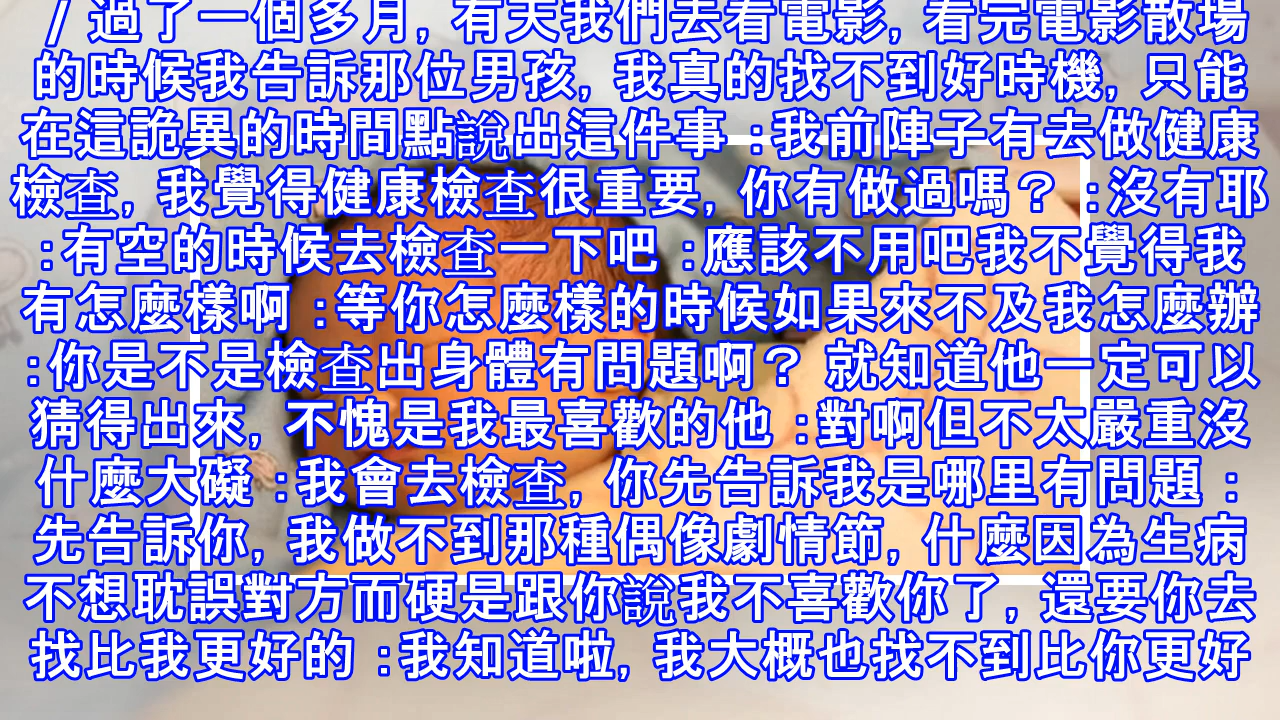 / 過了一個多月, 有天我們去看電影, 看完電影散場
的時候我告訴那位男孩, 我真的找不到好時機, 只能
在這詭異的時間點說出這件事 :我前陣子有去做健康
檢查, 我覺得健康檢查很重要, 你有做過嗎？ :沒有耶
:有空的時候去檢查一下吧 :應該不用吧我不覺得我
有怎麼樣啊 :等你怎麼樣的時候如果來不及我怎麼辦
:你是不是檢查出身體有問題啊？ 就知道他一定可以
猜得出來, 不愧是我最喜歡的他 :對啊但不太嚴重沒
什麼大礙 :我會去檢查, 你先告訴我是哪里有問題 :
先告訴你, 我做不到那種偶像劇情節, 什麼因為生病
不想耽誤對方而硬是跟你說我不喜歡你了, 還要你去
找比我更好的 :我知道啦, 我大概也找不到比你更好